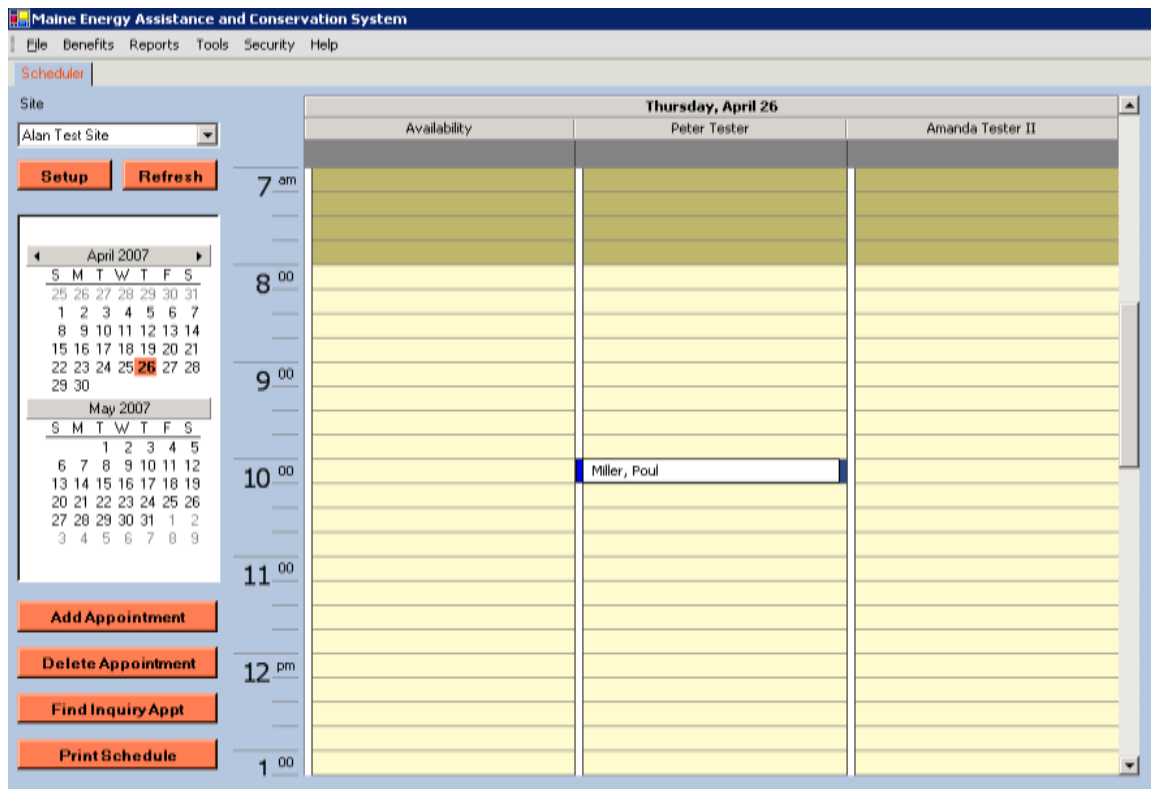 Maine Energy Assistance and Conservation System
File Benefits Reports Tools Security Help
Scheduler
Site
Alan Test Site
Setup Refresh
April 2007
S M T W T F S
25 26 27 28 29 30 31
1 2 3 4 5 6 7
8 9 10 11 12 13 14
15 16 17 18 19 20 21
22 23 24 25 26 27 28
29 30
May 2007
S M T W T F S
1 2 3 4 5
6 7 8 9 10 11 12
13 14 15 16 17 18 19
20 21 22 23 24 25 26
27 28 29 30 31 1 2
3 4 5 6 7 8 9
Add Appointment
Delete Appointment
Find Inquiry Appt
Print Schedule
Thursday, April 26
Availability Peter Tester Amanda Tester II
7 am
8 00
9 00
10 00 Miller, Poul
11 00
12 pm
1 00